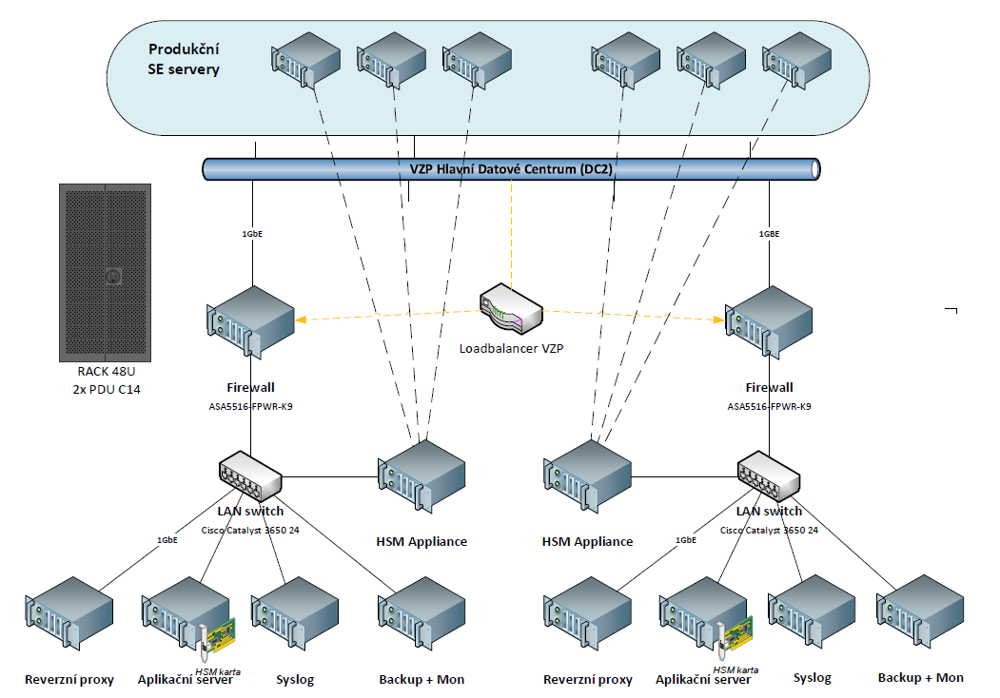 Produkční
SE servery
VZP Hlavní Datové Centrum (DC2)
1GbE
1GBE
Loadbalancer VZP
RACK 48U
2x PDU C14
Firewall
ASA5516-FPWR-K9
Firewall
ASA5516-FPWR-K9
LAN switch
Cisco Catalyst 3650 24
LAN switch
Cisco Catalyst 3650 24
1GbE
HSM Appliance
HSM Appliance
1GbE
HSM karta
HSM karta
Reverzní proxy
Aplikační server
Syslog
Backup + Mon
Reverzní proxy
Aplikační server
Syslog
Backup + Mon